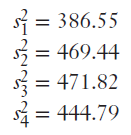 s₁² = 386.55
s₂² = 469.44
s₃² = 471.82
s₄² = 444.79